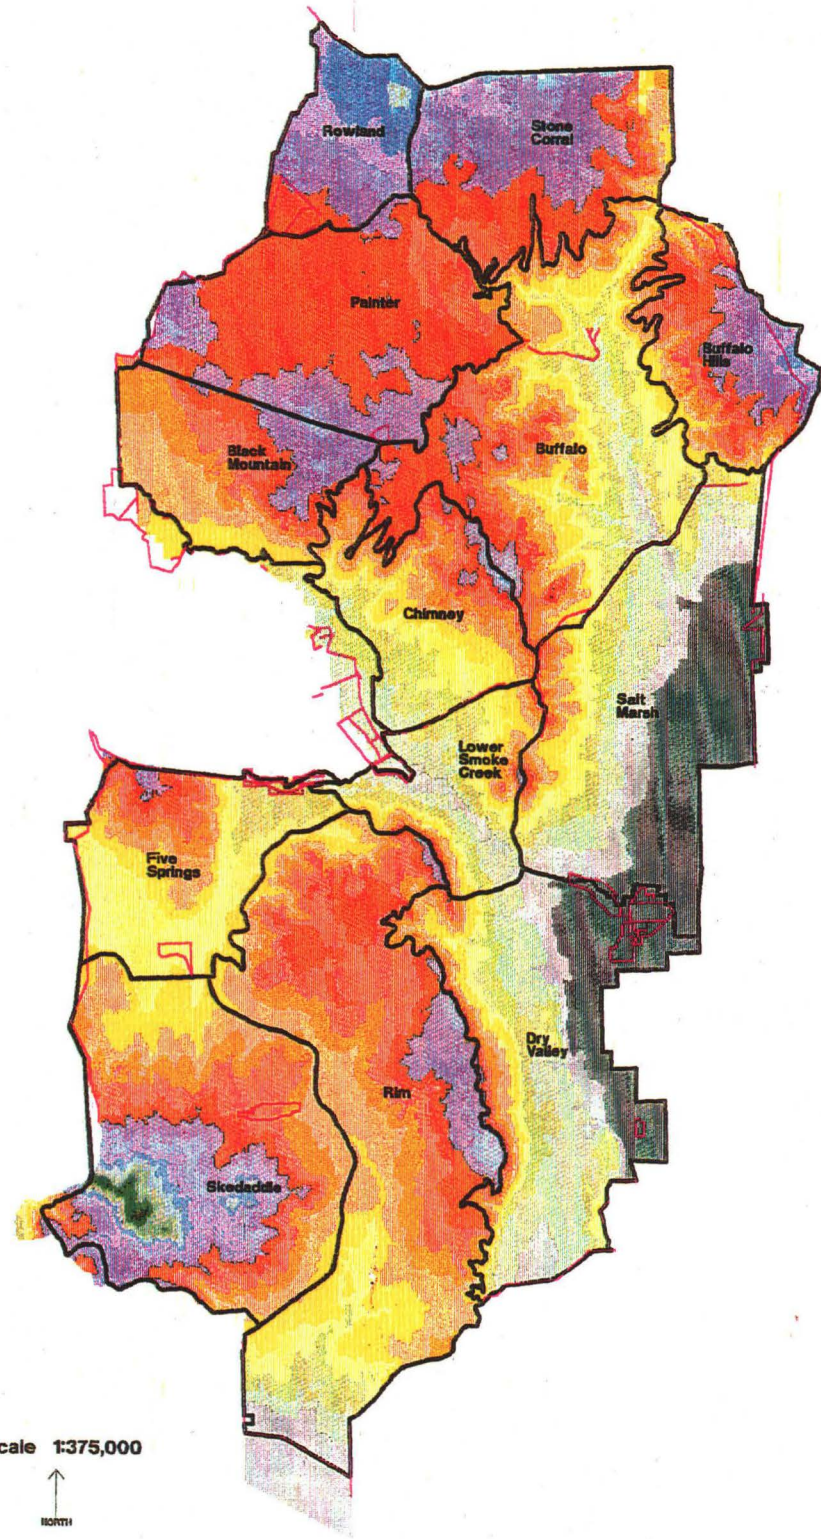 Rowland
Stone
Corral
Painter
Buffalo
Hills
Black
Mountain
Buffalo
Chimney
Salt
Marsh
Lower
Smoke
Creek
Five
Springs
Dry
Valley
Rim
Skedaddle
cale 1:375,000
NORTH